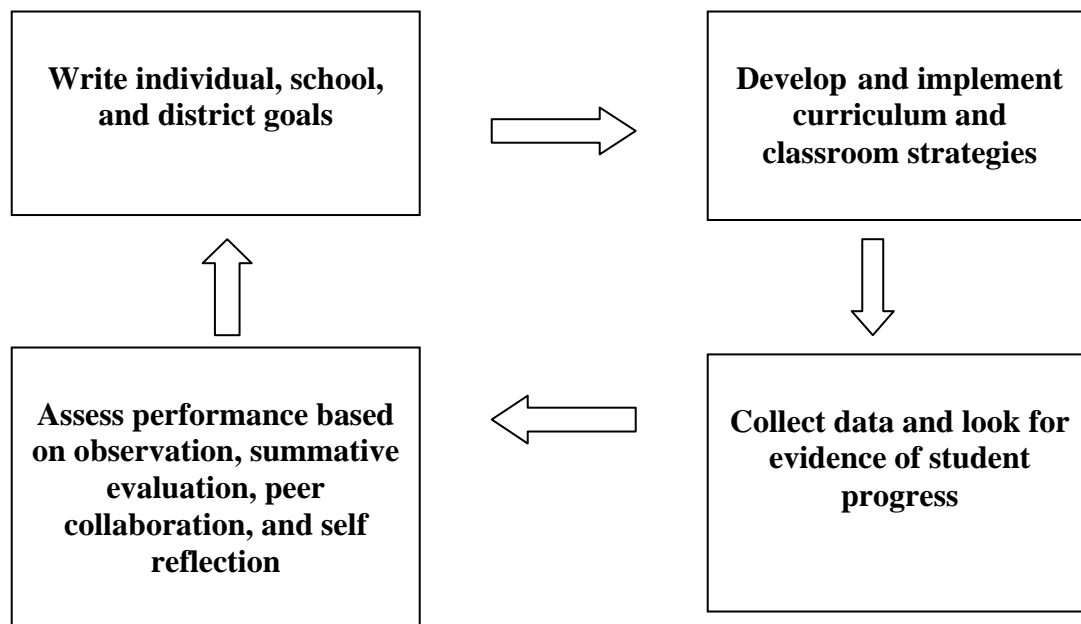 Write individual, school,
and district goals
Develop and implement
curriculum and
classroom strategies
Assess performance based
on observation, summative
evaluation, peer
collaboration, and self
reflection
Collect data and look for
evidence of student
progress